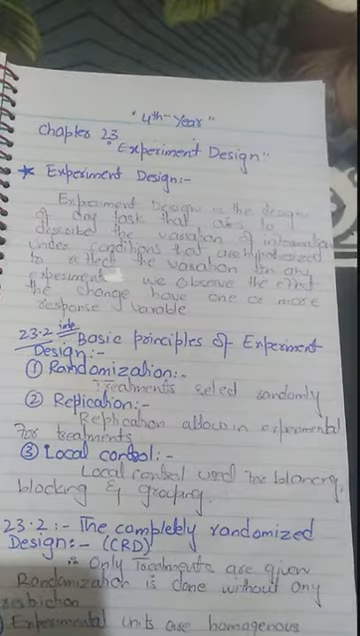 "4th-Year"
Chapter 23
"Experiment Design"
* Experiment Design:-
Experiment Design is the design
of any task that aims to
describe the variation of information
under conditions that are hypothesized
to reflect the variation In any
experiment we observe the effect
the change have one or more
response variable
23.2 imp Basic principles of Experiment
Design:-
① Randomization:-
Treatments seled randomly
② Replication:-
Replication allow in experimental
For treatments
③ Local control:-
Local control used for blancing,
blocking & grouping.
23.2:- The completely randomized
Design:- (CRD)
Only Treatments are given
Randomization is done without any
restriction
Experimental units are homogenous